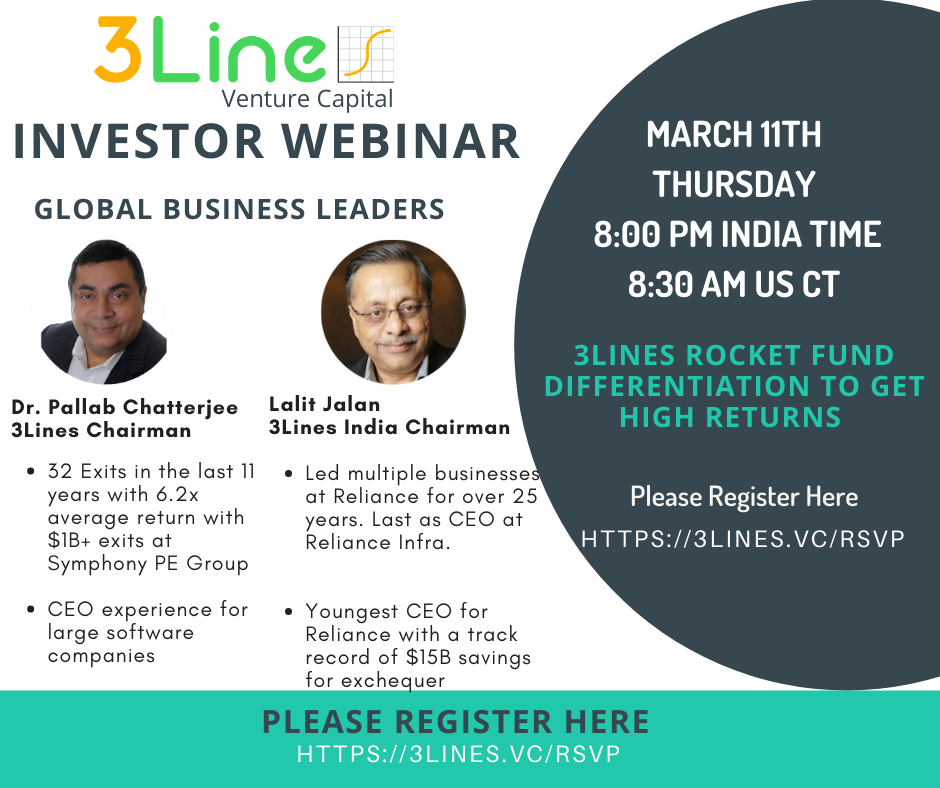 3Line
Venture Capital
INVESTOR WEBINAR
GLOBAL BUSINESS LEADERS
Dr. Pallab Chatterjee
3Lines Chairman
32 Exits in the last 11
years with 6.2x
average return with
$1B+ exits at
Symphony PE Group
CEO experience for
large software
companies
Lalit Jalan
3Lines India Chairman
Led multiple businesses
at Reliance for over 25
years. Last as CEO at
Reliance Infra.
Youngest CEO for
Reliance with a track
record of $15B savings
for exchequer
MARCH 11TH
THURSDAY
8:00 PM INDIA TIME
8:30 AM US CT
3LINES ROCKET FUND
DIFFERENTIATION TO GET
HIGH RETURNS
Please Register Here
HTTPS://3LINES.VC/RSVP
PLEASE REGISTER HERE
HTTPS://3LINES.VC/RSVP